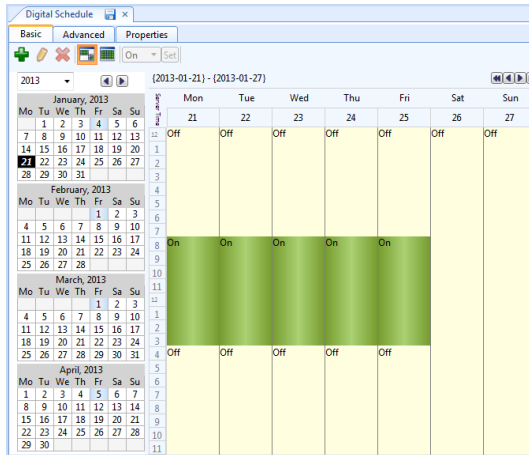 Digital Schedule
Basic Advanced Properties
On Set
2013
{2013-01-21} - {2013-01-27}
January, 2013
Mo Tu We Th Fr Sa Su
1 2 3 4 5 6
7 8 9 10 11 12 13
14 15 16 17 18 19 20
21 22 23 24 25 26 27
28 29 30 31
February, 2013
Mo Tu We Th Fr Sa Su
1 2 3
4 5 6 7 8 9 10
11 12 13 14 15 16 17
18 19 20 21 22 23 24
25 26 27 28
March, 2013
Mo Tu We Th Fr Sa Su
1 2 3
4 5 6 7 8 9 10
11 12 13 14 15 16 17
18 19 20 21 22 23 24
25 26 27 28 29 30 31
April, 2013
Mo Tu We Th Fr Sa Su
1 2 3 4 5 6 7
8 9 10 11 12 13 14
15 16 17 18 19 20 21
22 23 24 25 26 27 28
29 30
Server Time
Mon Tue Wed Thu Fri Sat Sun
21 22 23 24 25 26 27
12 Off Off Off Off Off Off Off
1
2
3
4
5
6
7
8 On On On On On
9
10
11
12
1
2
3
4 Off Off Off Off Off
5
6
7
8
9
10
11